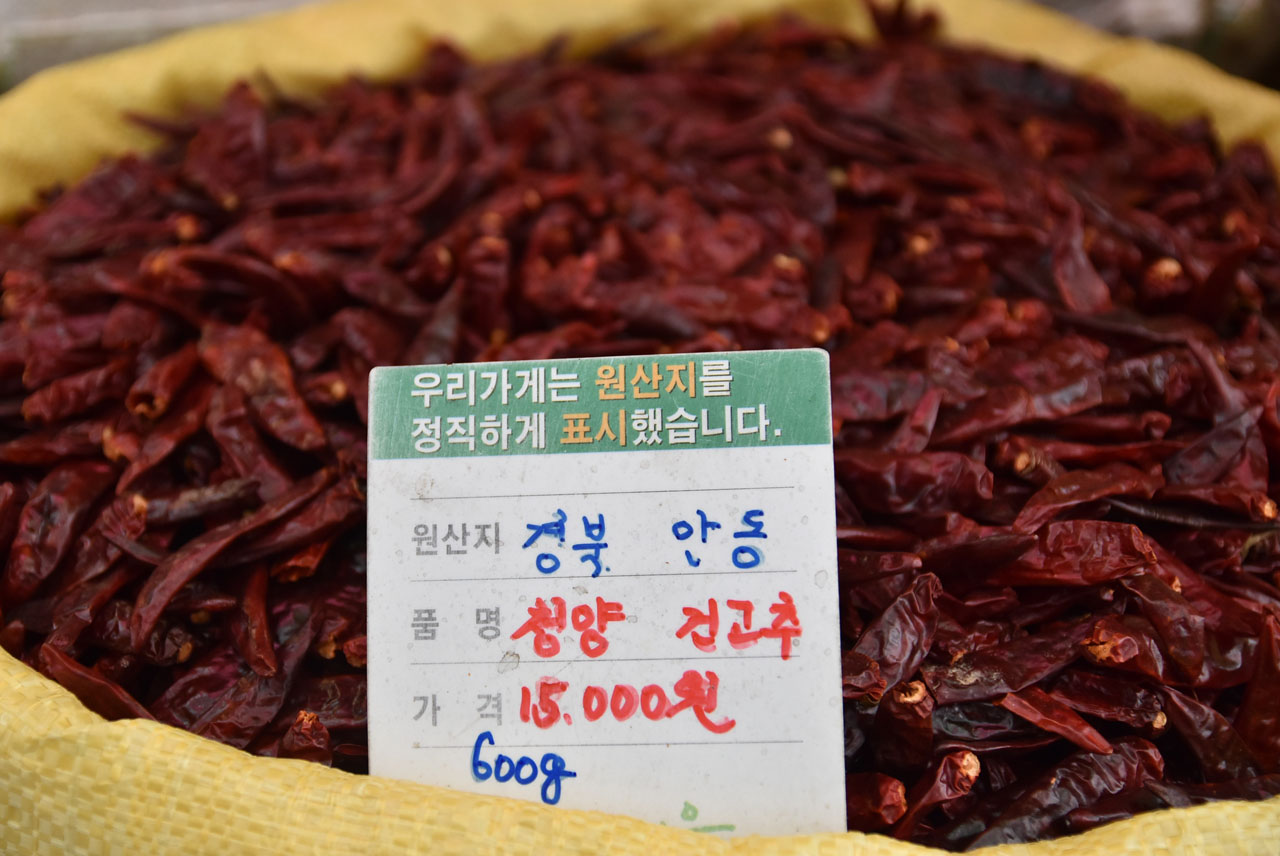 우리가게는 원산지를
정직하게 표시했습니다.
원산지 경북 안동
품 명 청양 건고추
가 격 15.000원
600g